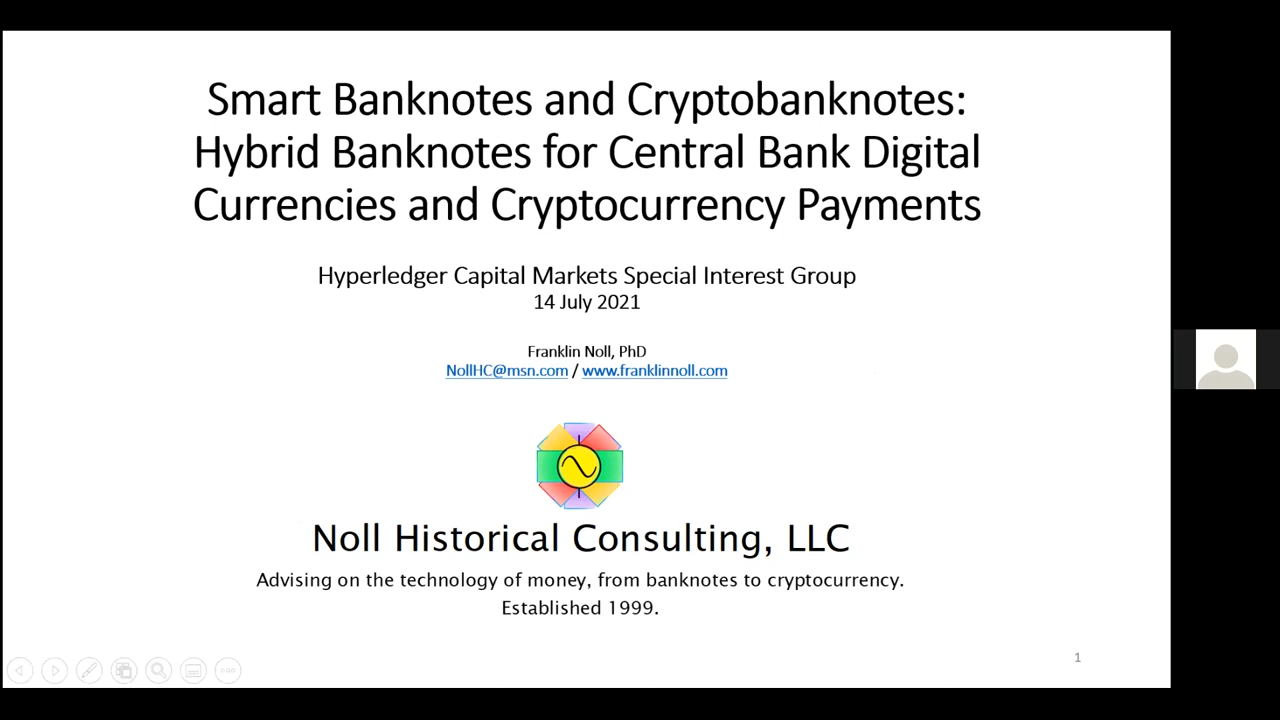 Smart Banknotes and Cryptobanknotes:
Hybrid Banknotes for Central Bank Digital
Currencies and Cryptocurrency Payments
Hyperledger Capital Markets Special Interest Group
14 July 2021
Franklin Noll, PhD
NollHC@msn.com / www.franklinnoll.com
Noll Historical Consulting, LLC
Advising on the technology of money, from banknotes to cryptocurrency.
Established 1999.
1